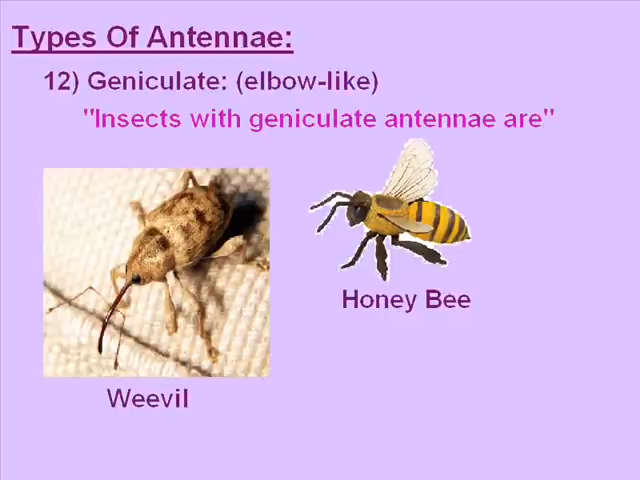 Types Of Antennae:
12) Geniculate: (elbow-like)
"Insects with geniculate antennae are"
Honey Bee
Weevil